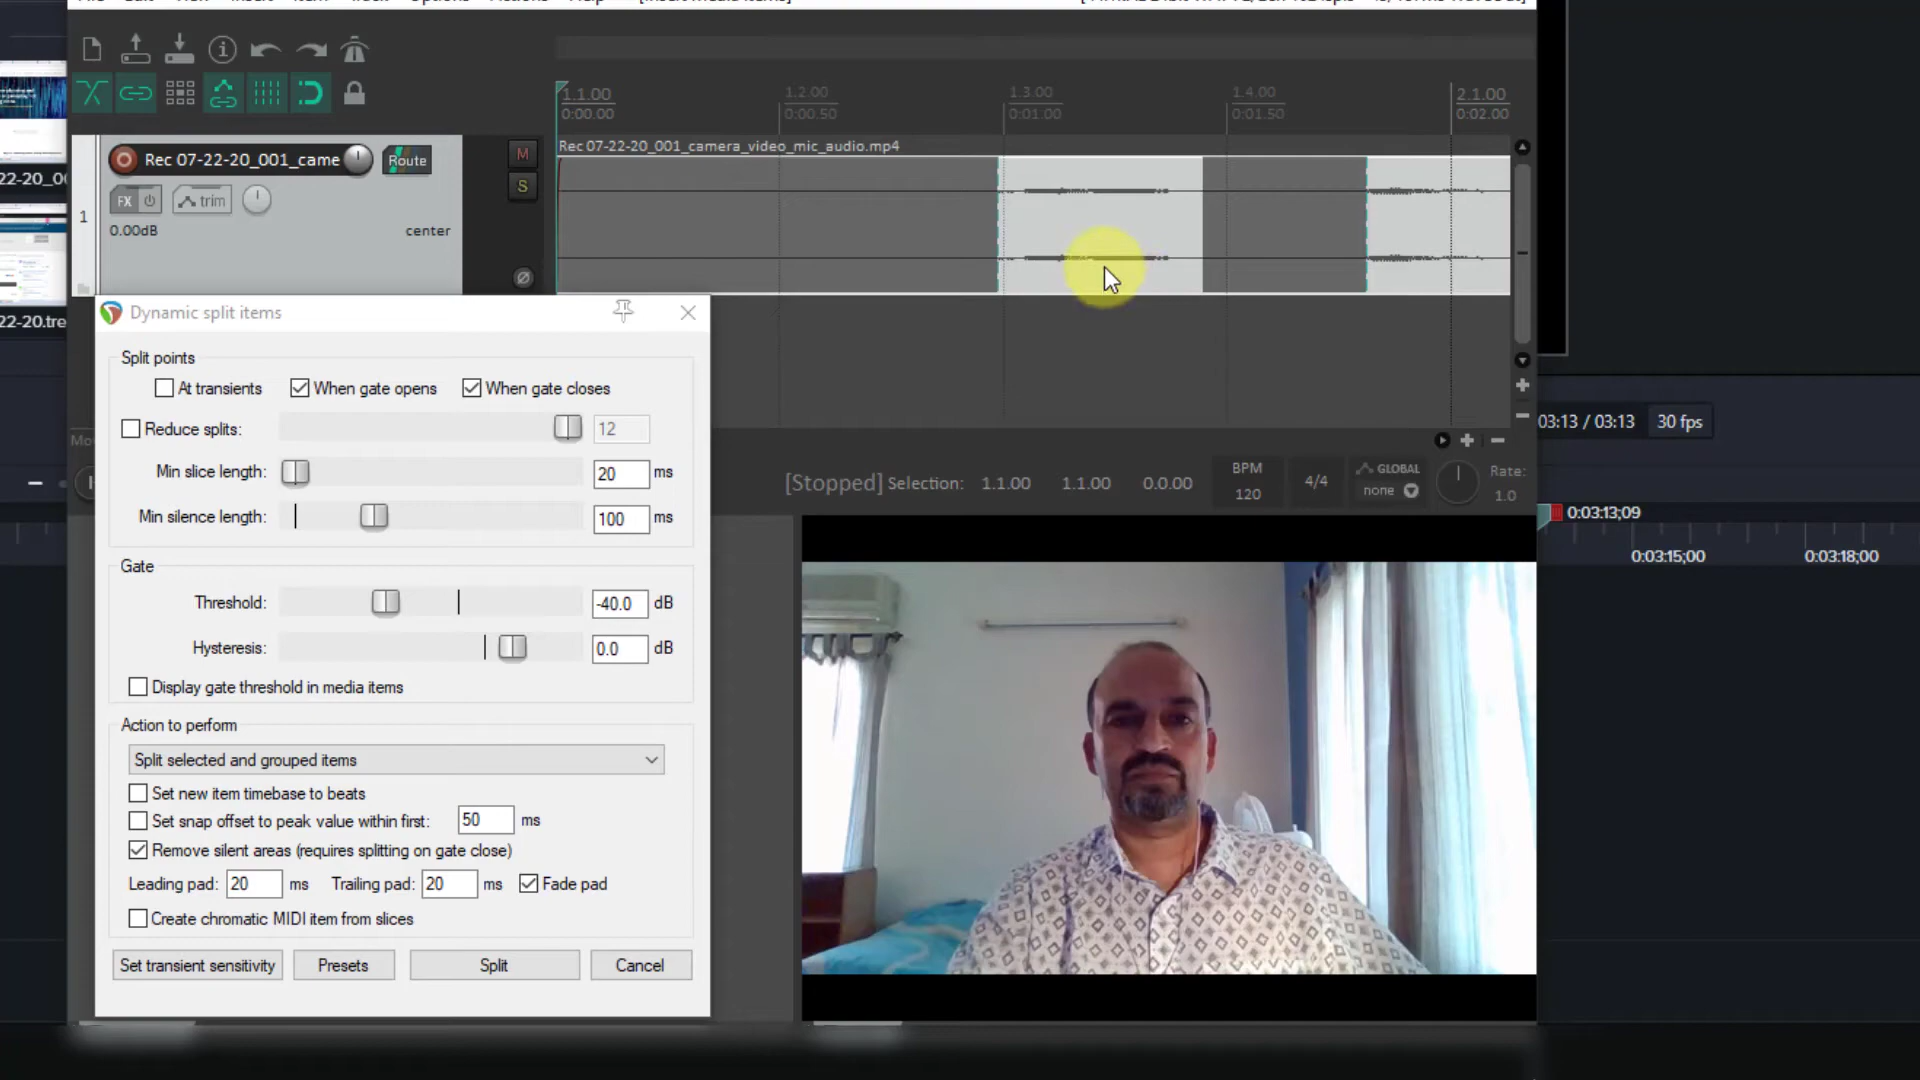 1.1.00
0:00.00
1.2.00
0:00.50
1.3.00
0:01.00
1.4.00
0:01.50
2.1.00
0:02.00
Rec 07-22-20_001_camera_video_mic_audio.mp4
Rec 07-22-20_001_came
Route
M
S
FX
trim
0.00dB
center
1
22-20_0
22-20.tre
Dynamic split items
Split points
At transients
When gate opens
When gate closes
Reduce splits:
12
Min slice length:
20
ms
Min silence length:
100
ms
Gate
Threshold:
-40.0
dB
Hysteresis:
0.0
dB
Display gate threshold in media items
Action to perform
Split selected and grouped items
Set new item timebase to beats
Set snap offset to peak value within first:
50
ms
Remove silent areas (requires splitting on gate close)
Leading pad:
20
ms
Trailing pad:
20
ms
Fade pad
Create chromatic MIDI item from slices
Set transient sensitivity
Presets
Split
Cancel
[Stopped] Selection:
1.1.00
1.1.00
0.0.00
BPM
120
4/4
GLOBAL
none
Rate:
1.0
03:13 / 03:13
30 fps
0:03:13;09
0:03:15;00
0:03:18;00